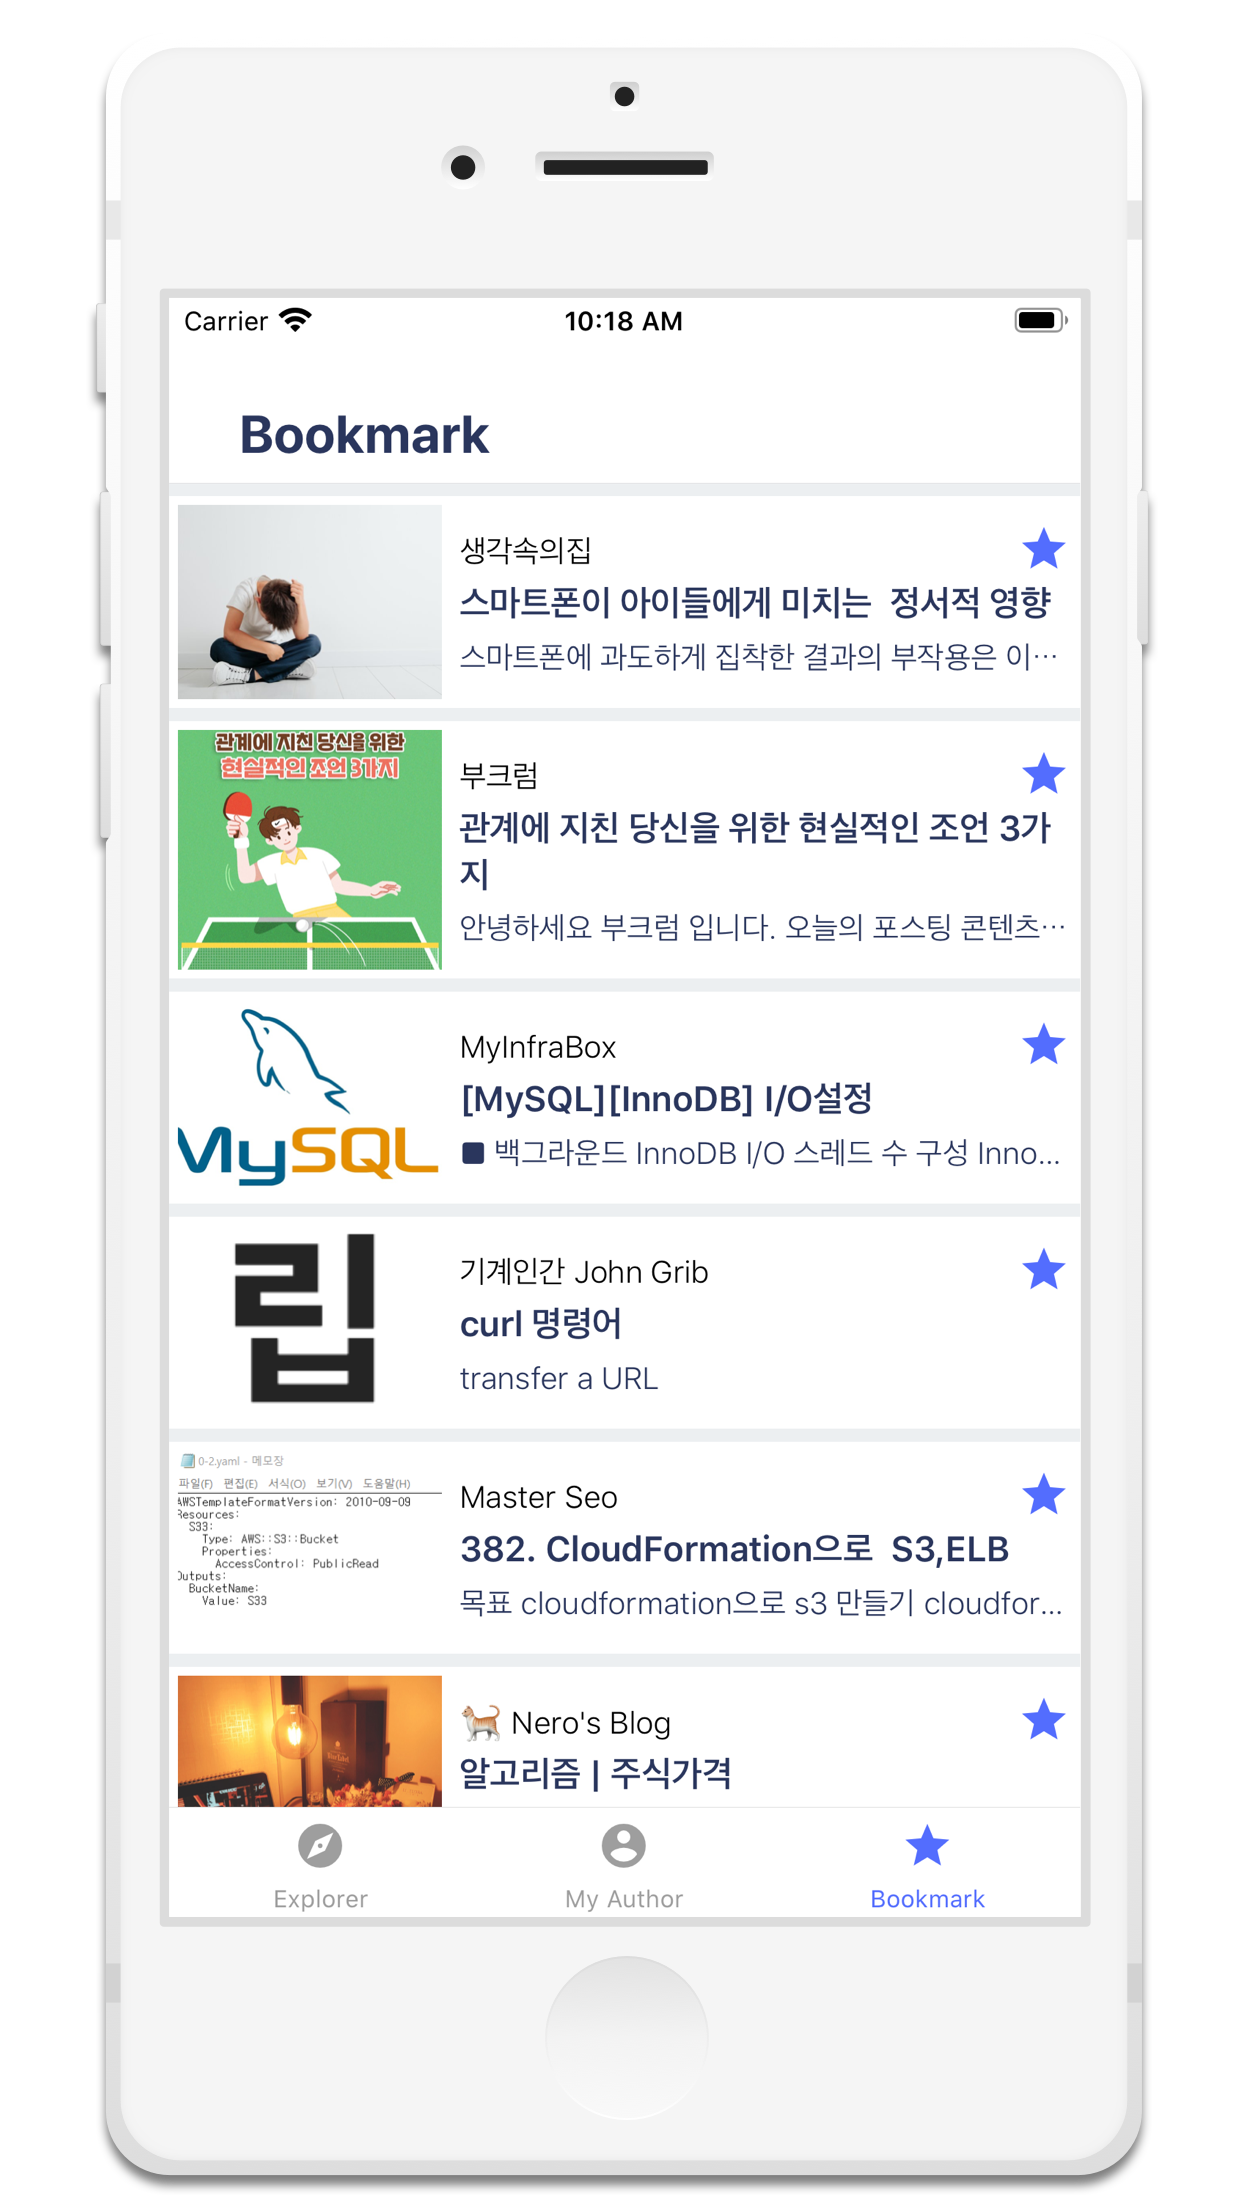 Carrier 10:18 AM
Bookmark
생각속의집
스마트폰이 아이들에게 미치는  정서적 영향
스마트폰에 과도하게 집착한 결과의 부작용은 이…
관계에 지친 당신을 위한
현실적인 조언 3가지
부크럼
관계에 지친 당신을 위한 현실적인 조언 3가
지
안녕하세요 부크럼 입니다. 오늘의 포스팅 콘텐츠…
MySQL
MyInfraBox
[MySQL][InnoDB] I/O설정
■ 백그라운드 InnoDB I/O 스레드 수 구성 Inno...
립
기계인간 John Grib
curl 명령어
transfer a URL
0-2.yaml - 메모장
파일(F) 편집(E) 서식(O) 보기(V) 도움말(H)
AWSTemplateFormatVersion: 2010-09-09
Resources:
S33:
Type: AWS::S3::Bucket
Properties:
AccessControl: PublicRead
Outputs:
BucketName:
Value: S33
Master Seo
382. CloudFormation으로  S3,ELB
목표 cloudformation으로 s3 만들기 cloudfor...
🐈 Nero's Blog
알고리즘 | 주식가격
Explorer My Author Bookmark